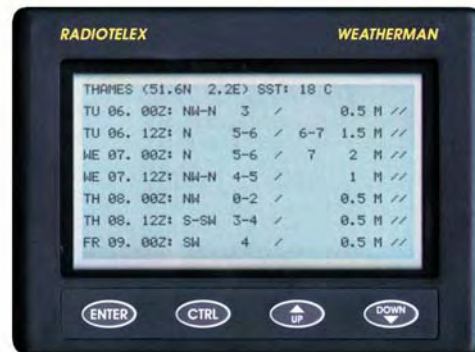 RADIOTELEX WEATHERMAN
THAMES (51.6N 2.2E) SST: 18 C
TU 06. 00Z: NW-N 3 / 0.5 M //
TU 06. 12Z: N 5-6 / 6-7 1.5 M //
WE 07. 00Z: N 5-6 / 7 2 M //
WE 07. 12Z: NW-N 4-5 / 1 M //
TH 08. 00Z: NW 0-2 / 0.5 M //
TH 08. 12Z: S-SW 3-4 / 0.5 M //
FR 09. 00Z: SW 4 / 0.5 M //
ENTER CTRL UP DOWN